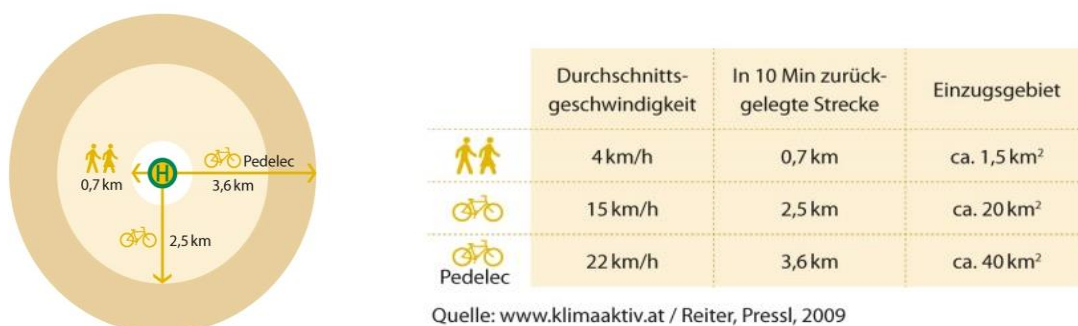 H
Pedelec
0,7 km
3,6 km
2,5 km
Durchschnitts-
geschwindigkeit
In 10 Min zurück-
gelegte Strecke
Einzugsgebiet
4 km/h
0,7 km
ca. 1,5 km²
15 km/h
2,5 km
ca. 20 km²
Pedelec
22 km/h
3,6 km
ca. 40 km²
Quelle: www.klimaaktiv.at / Reiter, Pressl, 2009